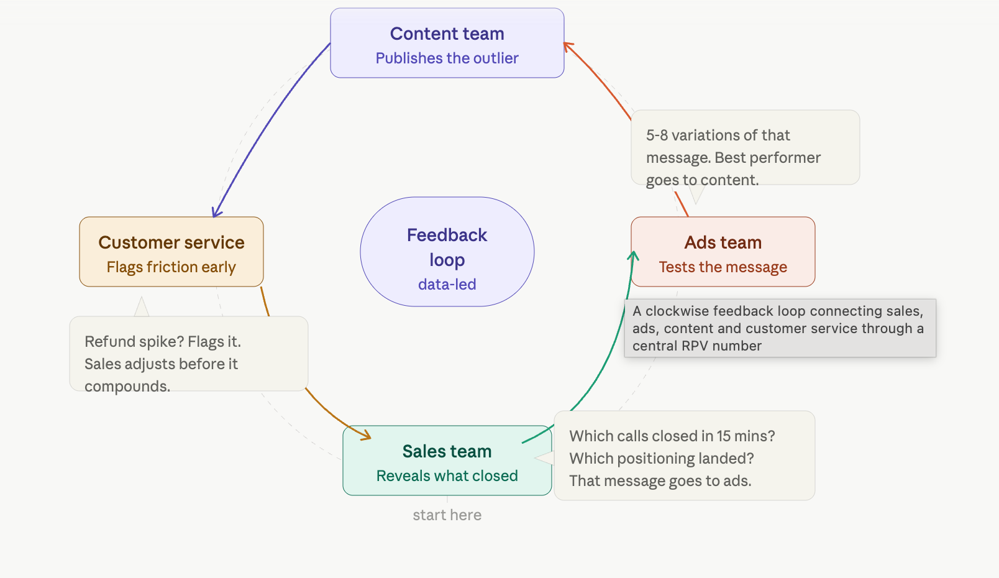 Content team
Publishes the outlier
5-8 variations of that
message. Best performer
goes to content.
Customer service
Flags friction early
Feedback
loop
data-led
Ads team
Tests the message
A clockwise feedback loop connecting sales,
ads, content and customer service through a
central RPV number
Refund spike? Flags it.
Sales adjusts before it
compounds.
Sales team
Reveals what closed
Which calls closed in 15 mins?
Which positioning landed?
That message goes to ads.
start here